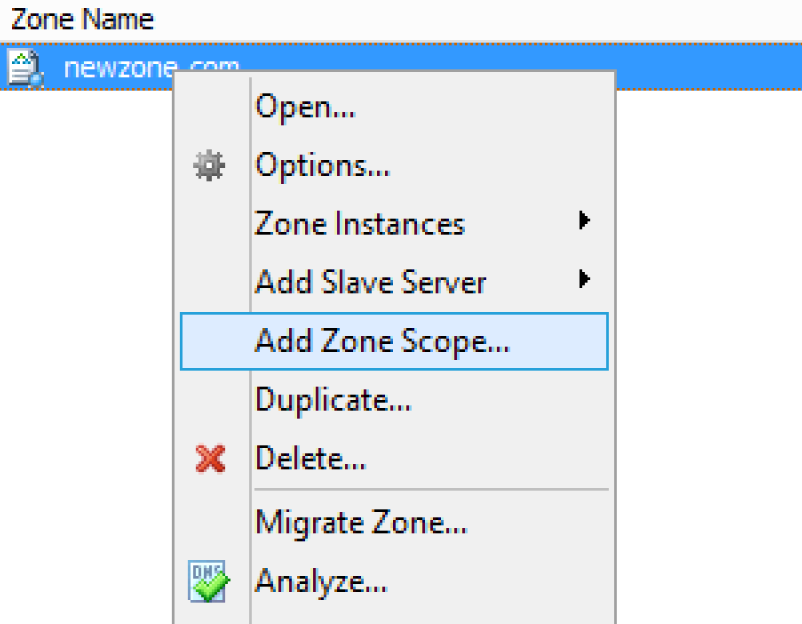 Zone Name
newzone.com
Open...
Options...
Zone Instances
Add Slave Server
Add Zone Scope...
Duplicate...
Delete...
Migrate Zone...
DNS
Analyze...